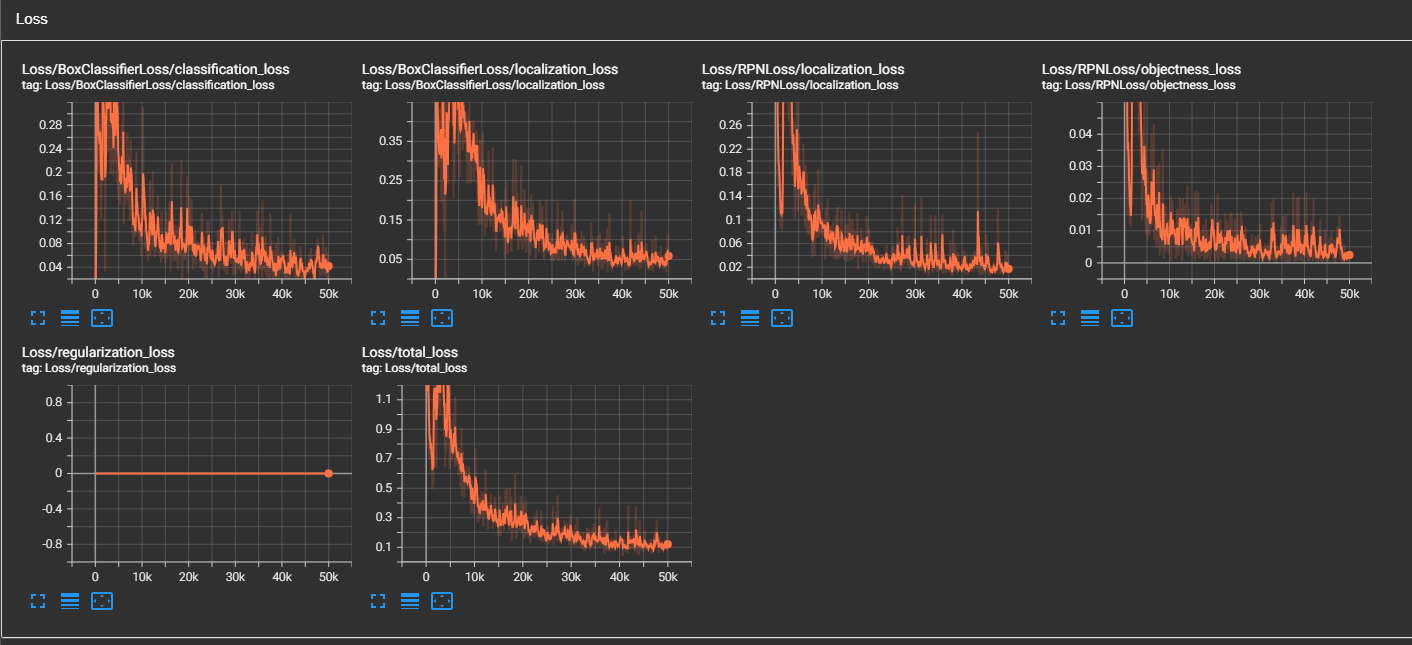 Loss
Loss/BoxClassifierLoss/classification_loss
tag: Loss/BoxClassifierLoss/classification_loss
0.28
0.24
0.2
0.16
0.12
0.08
0.04
0 10k 20k 30k 40k 50k
Loss/BoxClassifierLoss/localization_loss
tag: Loss/BoxClassifierLoss/localization_loss
0.35
0.25
0.15
0.05
0 10k 20k 30k 40k 50k
Loss/RPNLoss/localization_loss
tag: Loss/RPNLoss/localization_loss
0.26
0.22
0.18
0.14
0.1
0.06
0.02
0 10k 20k 30k 40k 50k
Loss/RPNLoss/objectness_loss
tag: Loss/RPNLoss/objectness_loss
0.04
0.03
0.02
0.01
0
0 10k 20k 30k 40k 50k
Loss/regularization_loss
tag: Loss/regularization_loss
0.8
0.4
0
-0.4
-0.8
0 10k 20k 30k 40k 50k
Loss/total_loss
tag: Loss/total_loss
1.1
0.9
0.7
0.5
0.3
0.1
0 10k 20k 30k 40k 50k